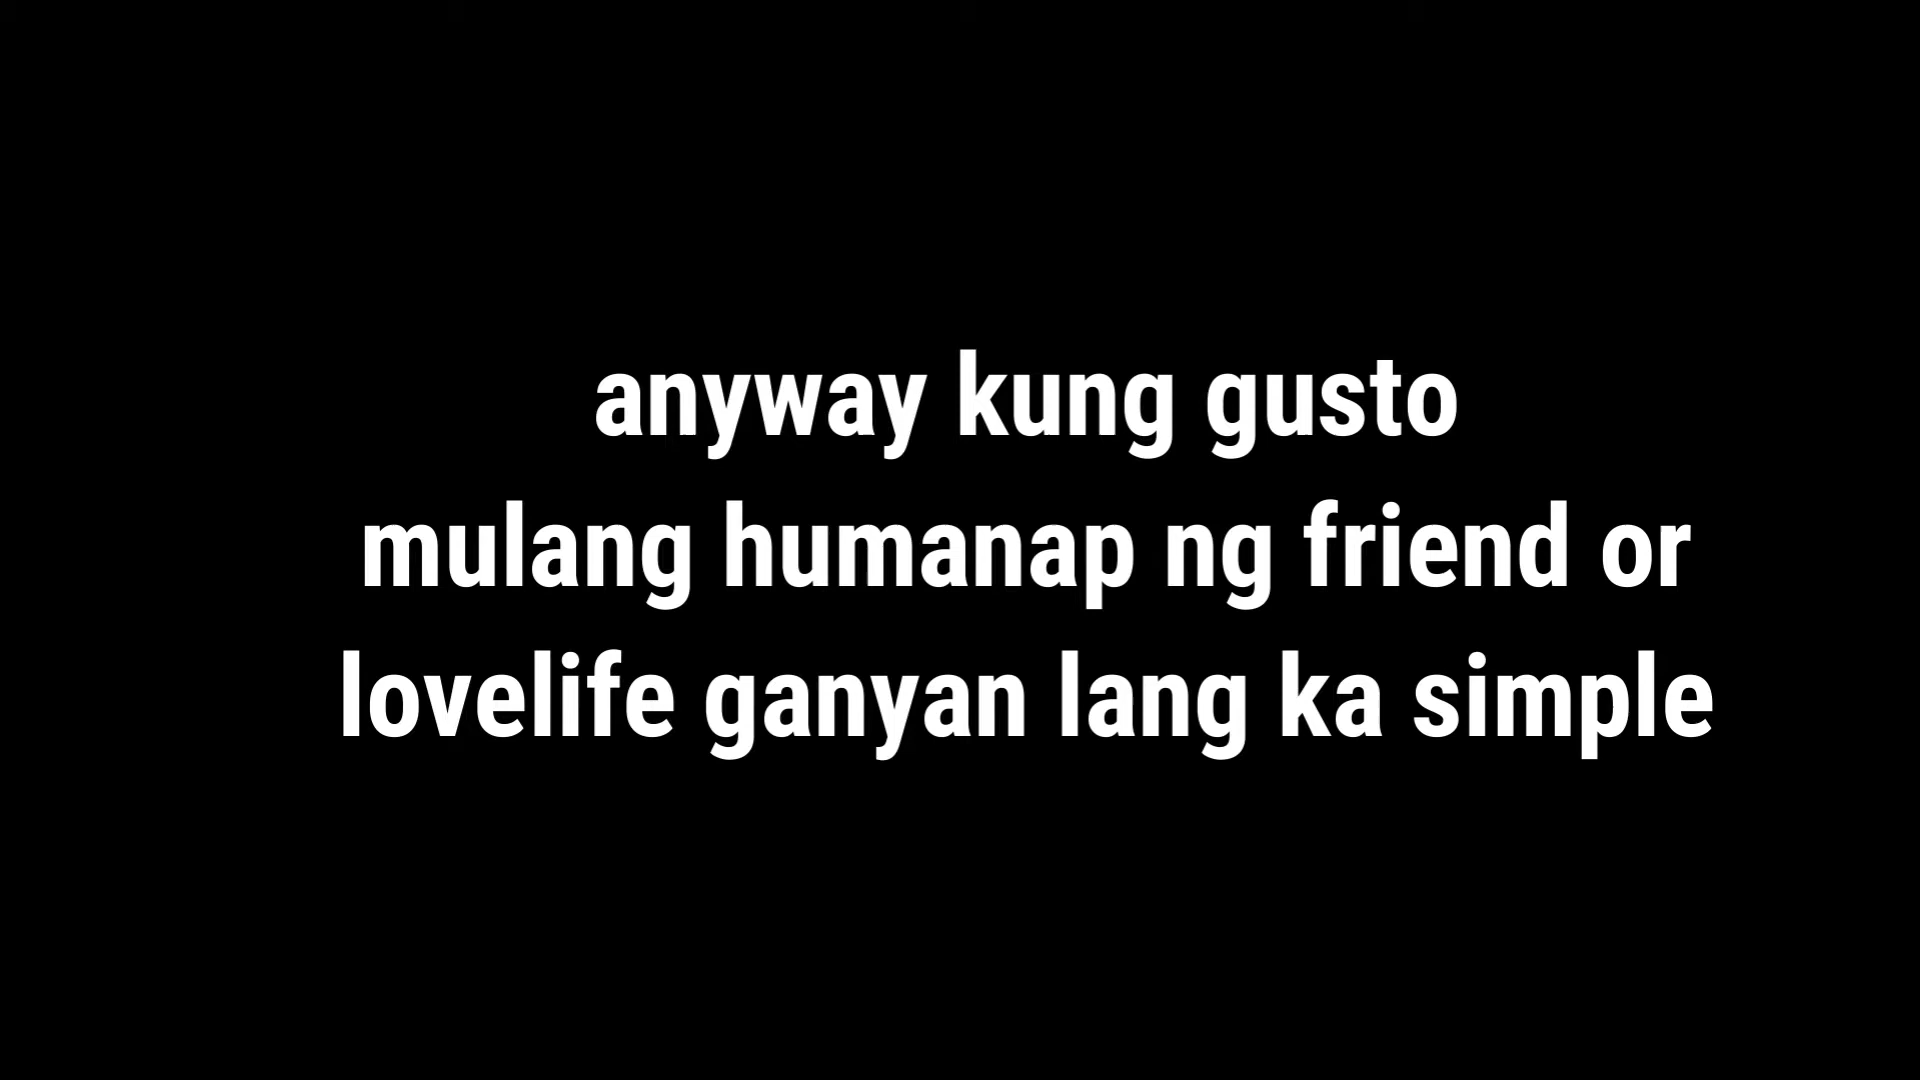 anyway kung gusto
mulang humanap ng friend or
lovelife ganyan lang ka simple